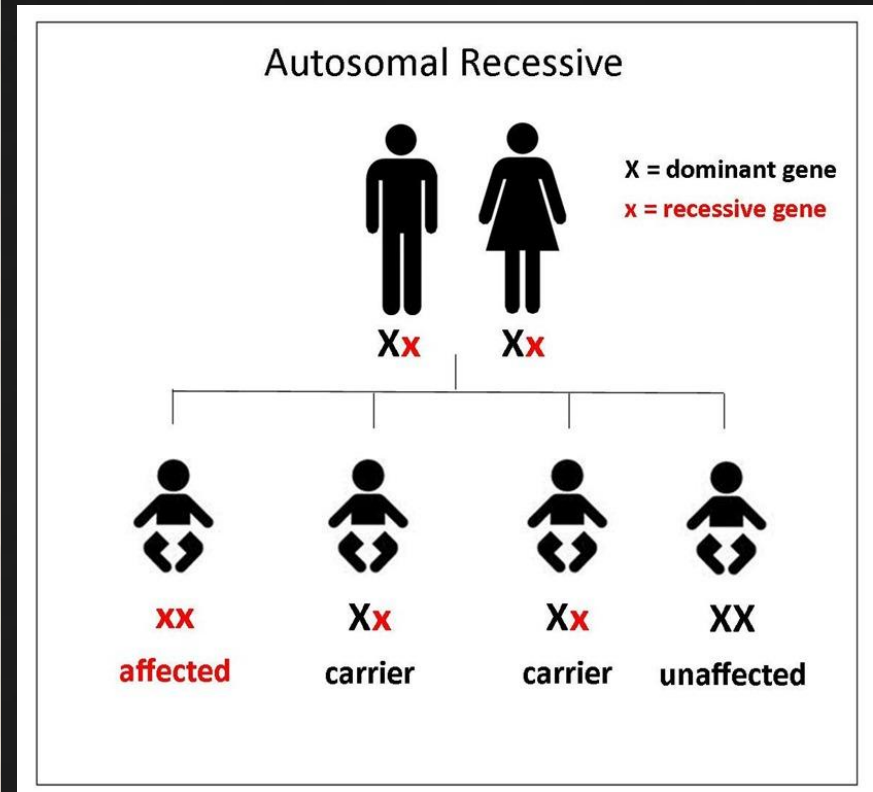 Autosomal Recessive
X = dominant gene
x = recessive gene
Xx Xx
xx Xx Xx XX
affected carrier carrier unaffected